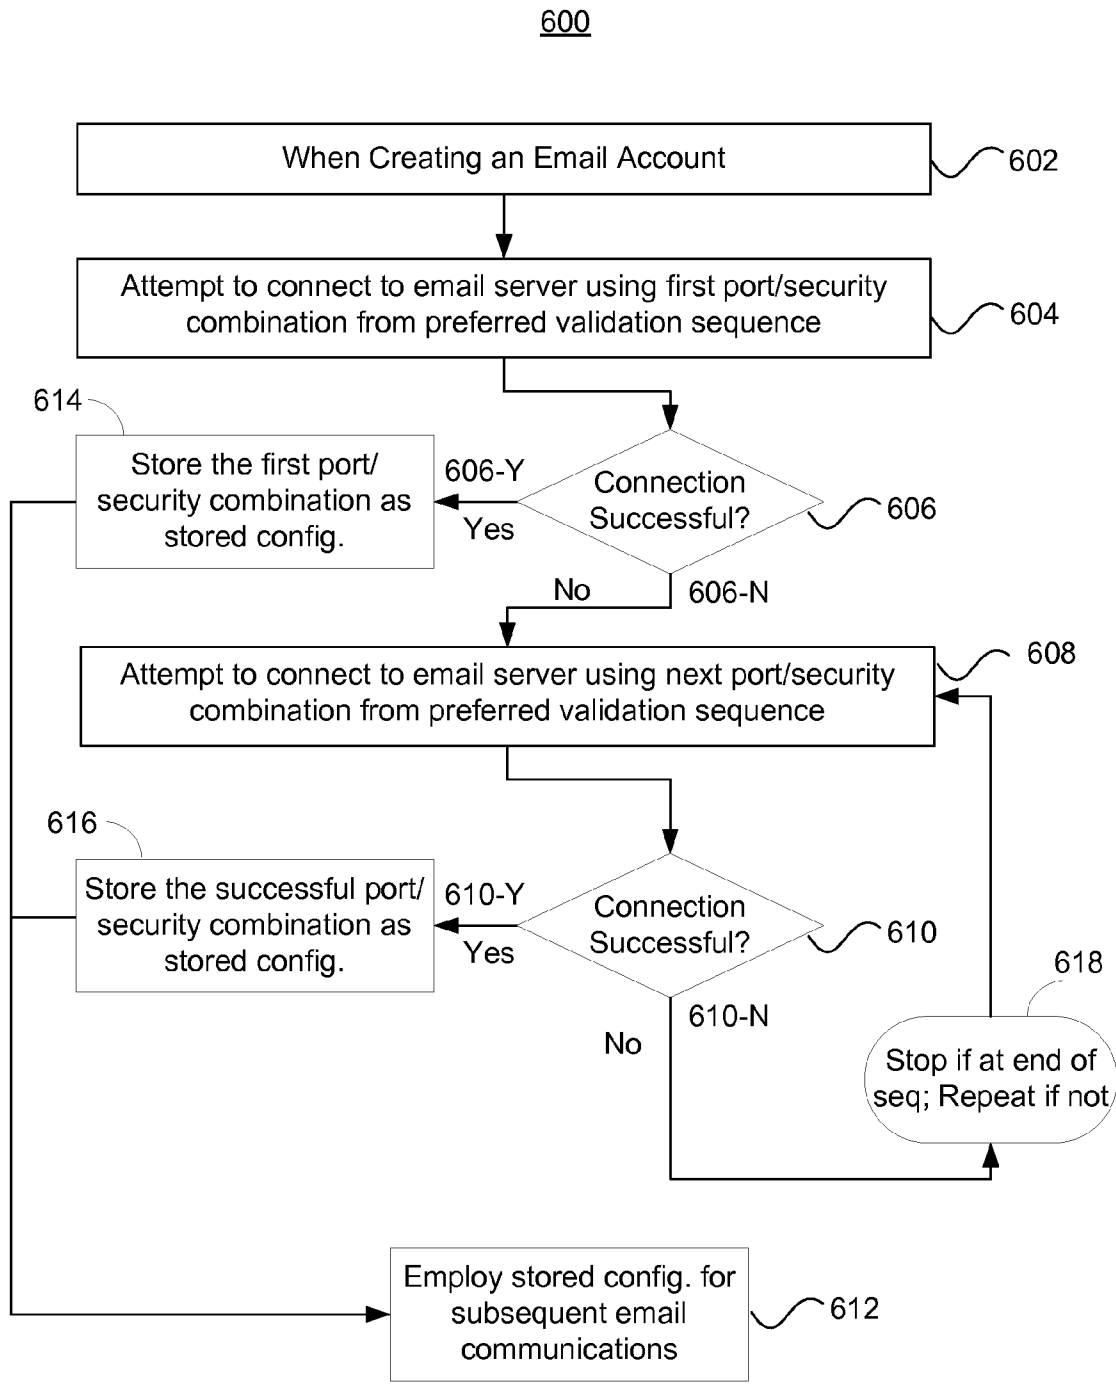 600
When Creating an Email Account
602
Attempt to connect to email server using first port/security
combination from preferred validation sequence
604
614
Store the first port/
security combination as
stored config.
606-Y
Yes
Connection
Successful?
606
No
606-N
608
Attempt to connect to email server using next port/security
combination from preferred validation sequence
616
Store the successful port/
security combination as
stored config.
610-Y
Yes
Connection
Successful?
610
610-N
No
618
Stop if at end of
seq; Repeat if not
Employ stored config. for
subsequent email
communications
612